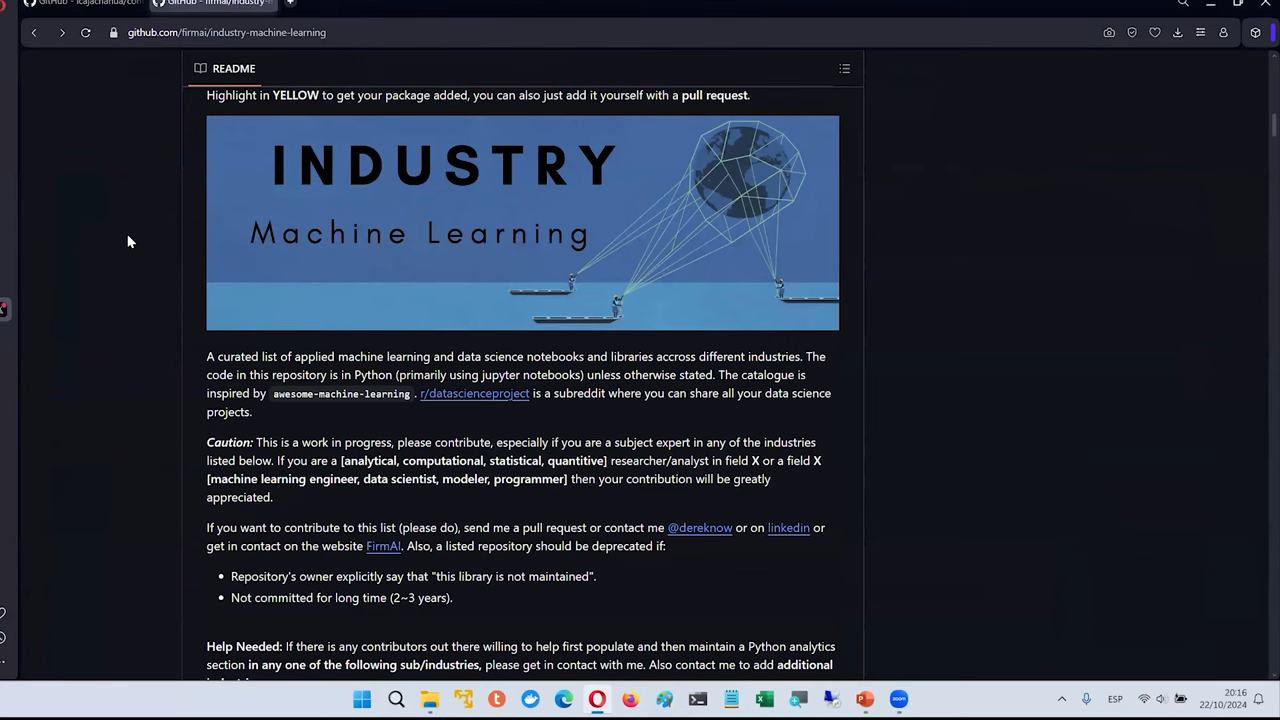 GitHub - icajachahua/con
GitHub - firmai/industry-
github.com/firmai/industry-machine-learning
README
Highlight in YELLOW to get your package added, you can also just add it yourself with a pull request.
INDUSTRY
Machine Learning
A curated list of applied machine learning and data science notebooks and libraries accross different industries. The
code in this repository is in Python (primarily using jupyter notebooks) unless otherwise stated. The catalogue is
inspired by awesome-machine-learning . r/datascienceproject is a subreddit where you can share all your data science
projects.
Caution: This is a work in progress, please contribute, especially if you are a subject expert in any of the industries
listed below. If you are a [analytical, computational, statistical, quantitive] researcher/analyst in field X or a field X
[machine learning engineer, data scientist, modeler, programmer] then your contribution will be greatly
appreciated.
If you want to contribute to this list (please do), send me a pull request or contact me @dereknow or on linkedin or
get in contact on the website FirmAI. Also, a listed repository should be deprecated if:
Repository's owner explicitly say that "this library is not maintained".
Not committed for long time (2~3 years).
Help Needed: If there is any contributors out there willing to help first populate and then maintain a Python analytics
section in any one of the following sub/industries, please get in contact with me. Also contact me to add additional
ESP
20:16
22/10/2024
zoom